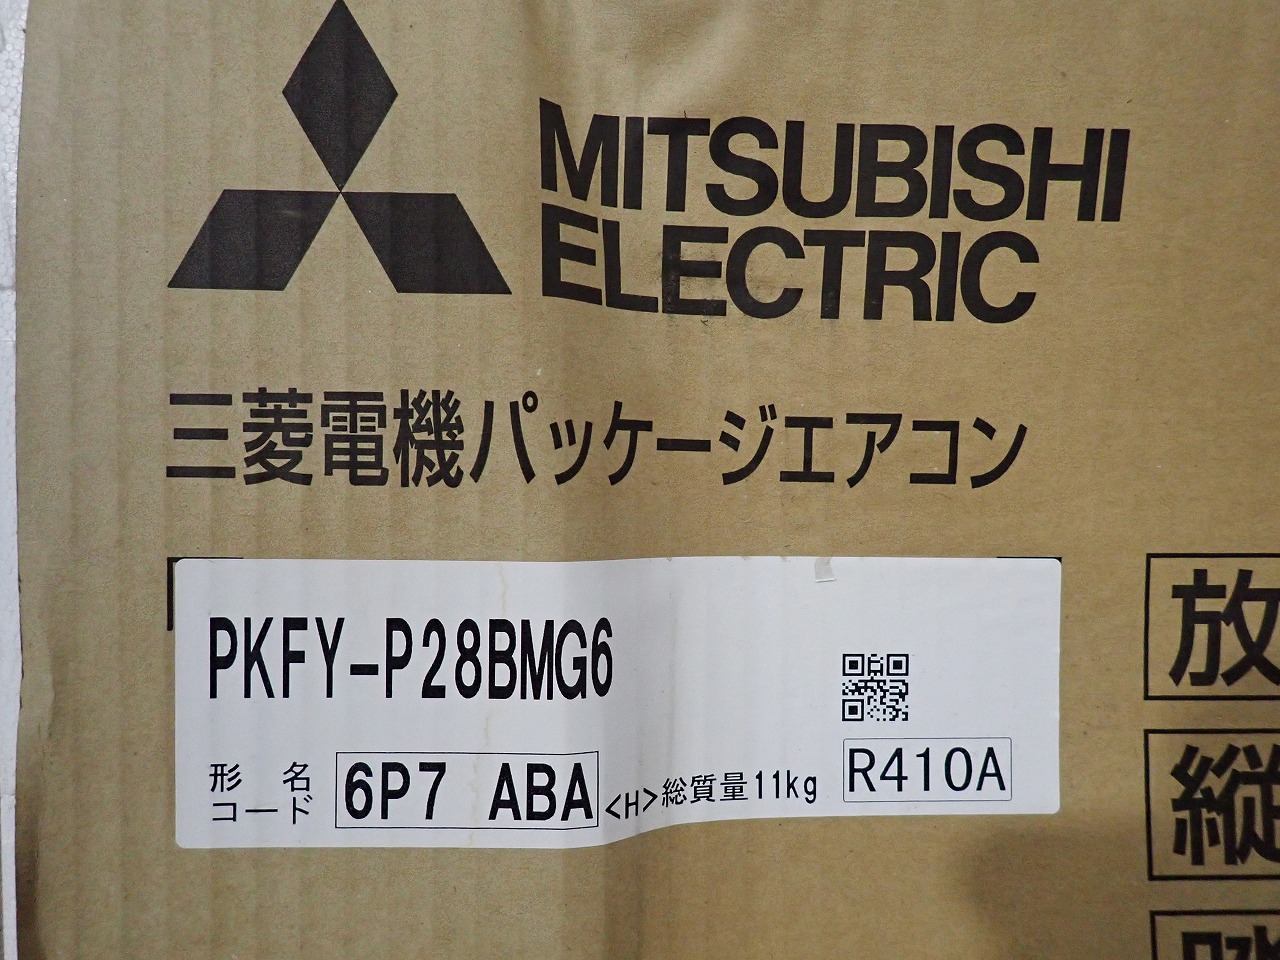 MITSUBISHI
ELECTRIC
三菱電機パッケージエアコン
PKFY-P28BMG6
形名
コード
6P7 ABA
<H>総質量11kg
R410A
放
縦